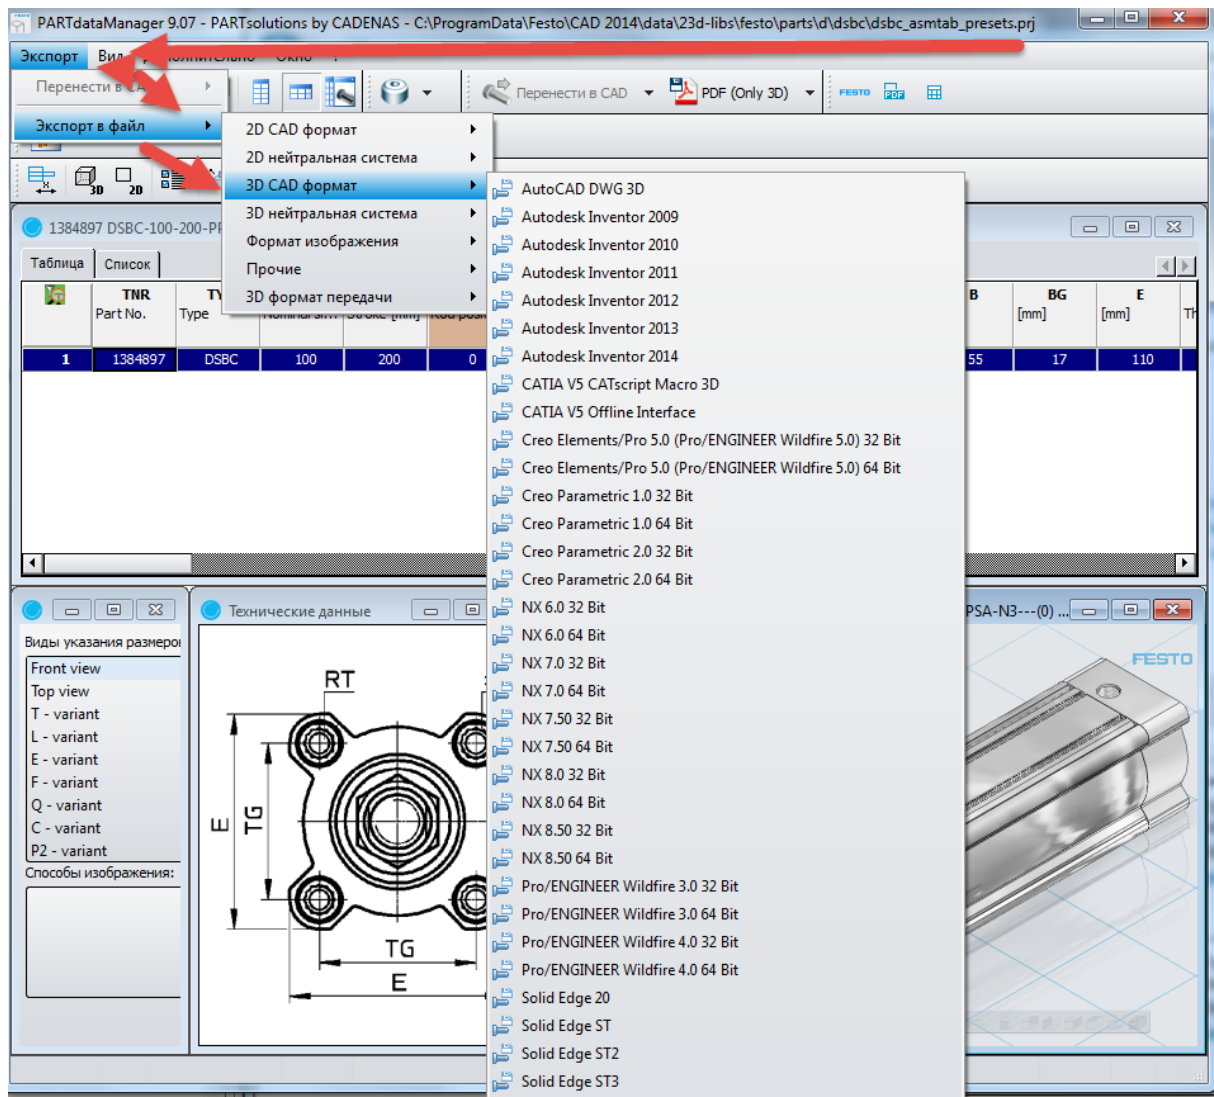 PARTdataManager 9.07 - PARTsolutions by CADENAS - C:\ProgramData\Festo\CAD 2014\data\23d-libs\festo\parts\d\dsbc\dsbc_asmtab_presets.prj
Экспорт Вид Окно ?
Перенести в CA
Перенести в CAD PDF (Only 3D) FESTO PDF
Экспорт в файл
2D CAD формат
2D нейтральная система
3D CAD формат
3D нейтральная система
Формат изображения
Прочие
3D формат передачи
3D 2D
AutoCAD DWG 3D
Autodesk Inventor 2009
Autodesk Inventor 2010
Autodesk Inventor 2011
Autodesk Inventor 2012
Autodesk Inventor 2013
Autodesk Inventor 2014
CATIA V5 CATscript Macro 3D
CATIA V5 Offline Interface
Creo Elements/Pro 5.0 (Pro/ENGINEER Wildfire 5.0) 32 Bit
Creo Elements/Pro 5.0 (Pro/ENGINEER Wildfire 5.0) 64 Bit
Creo Parametric 1.0 32 Bit
Creo Parametric 1.0 64 Bit
Creo Parametric 2.0 32 Bit
Creo Parametric 2.0 64 Bit
NX 6.0 32 Bit
NX 6.0 64 Bit
NX 7.0 32 Bit
NX 7.0 64 Bit
NX 7.50 32 Bit
NX 7.50 64 Bit
NX 8.0 32 Bit
NX 8.0 64 Bit
NX 8.50 32 Bit
NX 8.50 64 Bit
Pro/ENGINEER Wildfire 3.0 32 Bit
Pro/ENGINEER Wildfire 3.0 64 Bit
Pro/ENGINEER Wildfire 4.0 32 Bit
Pro/ENGINEER Wildfire 4.0 64 Bit
Solid Edge 20
Solid Edge ST
Solid Edge ST2
Solid Edge ST3
1384897 DSBC-100-200-PP
Таблица Список
TNR TY B BG E
Part No. Type [mm] [mm] Th
1 1384897 DSBC 100 200 0 55 17 110
Технические данные
PSA-N3---(0) ...
Виды указания размеров
Front view
Top view
T - variant
L - variant
E - variant
F - variant
Q - variant
C - variant
P2 - variant
Способы изображения:
RT
E
TG
TG
E
FESTO